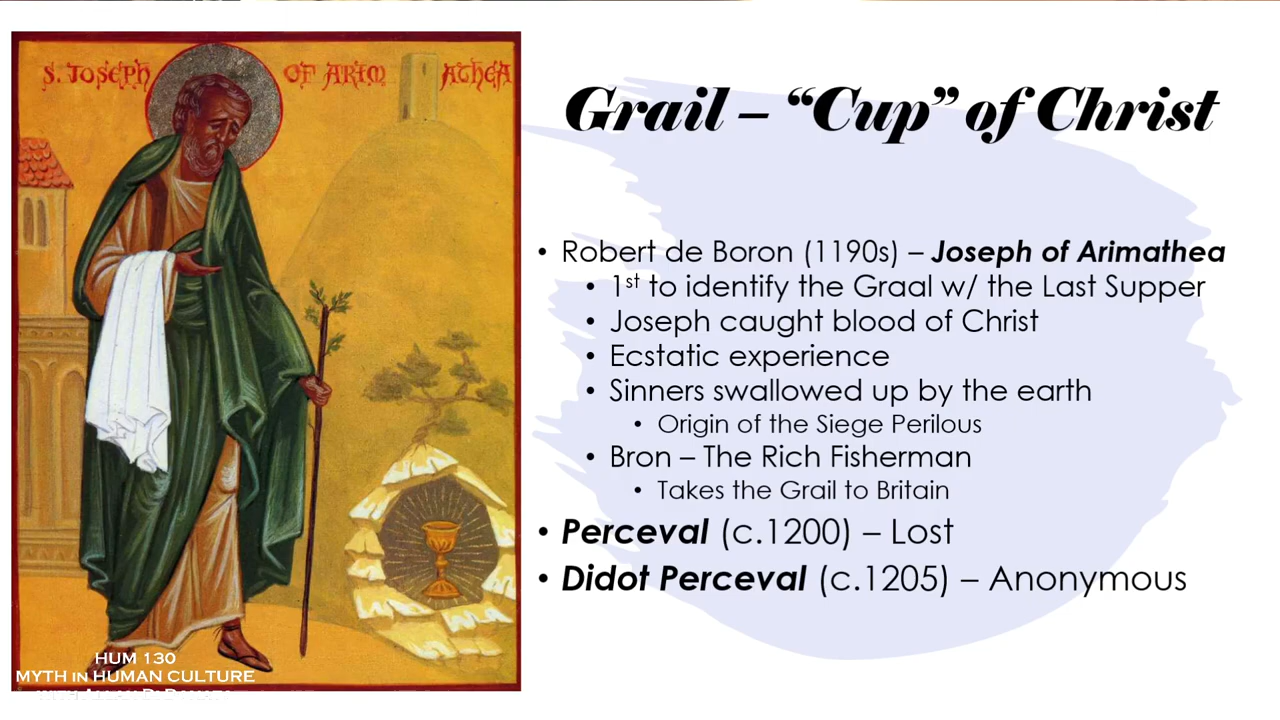 S. JOSEPH OF ARIM ATHEA
Grail – “Cup” of Christ
• Robert de Boron (1190s) – Joseph of Arimathea
• 1st to identify the Graal w/ the Last Supper
• Joseph caught blood of Christ
• Ecstatic experience
• Sinners swallowed up by the earth
• Origin of the Siege Perilous
• Bron – The Rich Fisherman
• Takes the Grail to Britain
• Perceval (c.1200) – Lost
• Didot Perceval (c.1205) – Anonymous
HUM 130
MYTH in HUMAN CULTURE